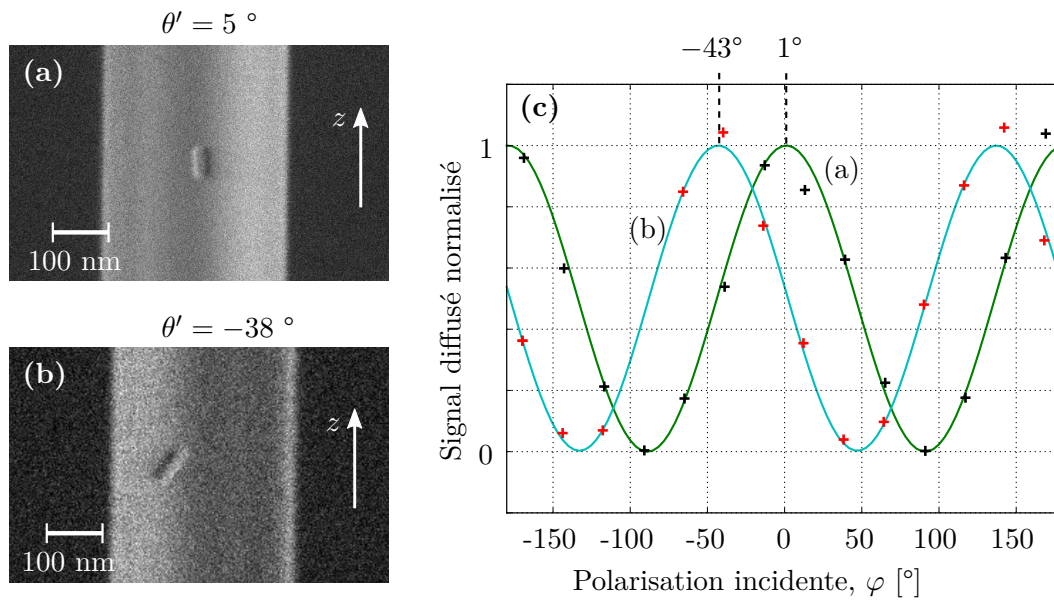 θ′ = 5 °
(a)
z
100 nm
θ′ = −38 °
(b)
z
100 nm
−43° 1°
(c)
(a)
(b)
1
0
Signal diffusé normalisé
-150 -100 -50 0 50 100 150
Polarisation incidente, φ [°]